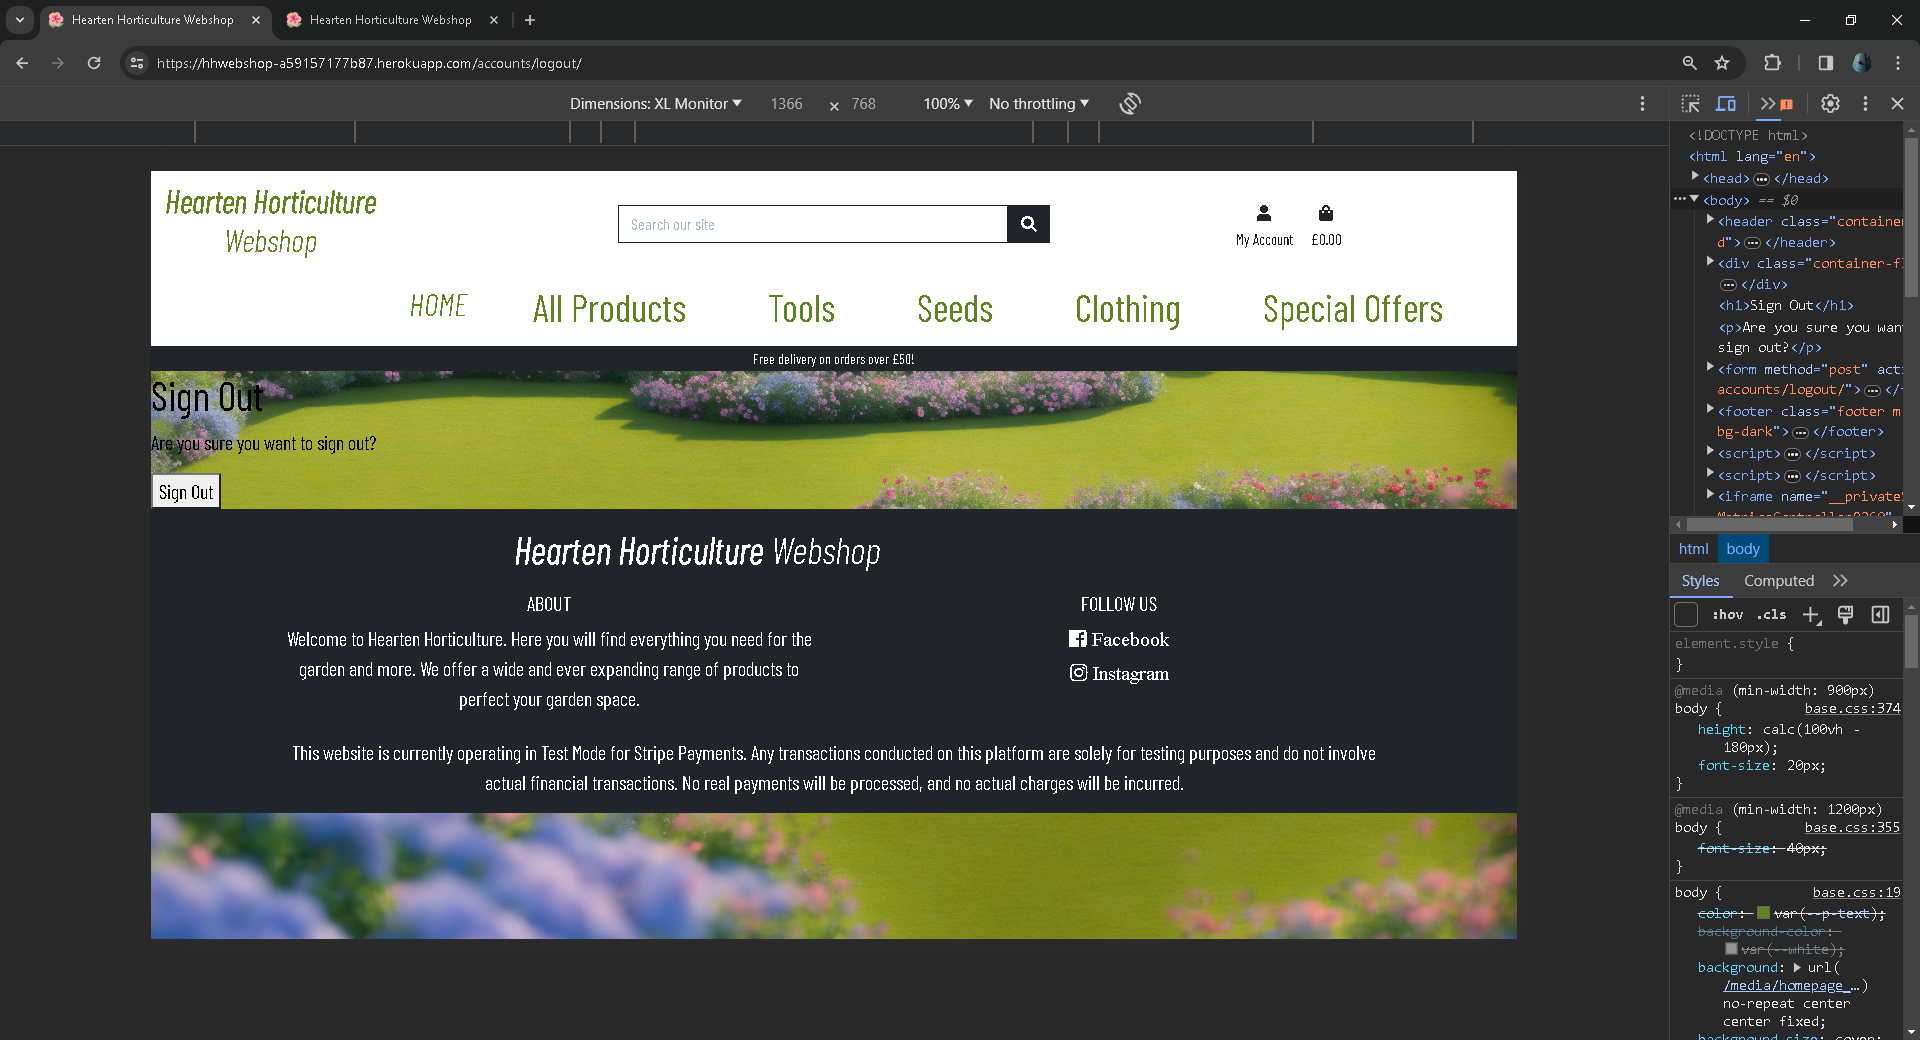 Hearten Horticulture Webshop
Hearten Horticulture Webshop
https://hhwebshop-a59157177b87.herokuapp.com/accounts/logout/
Dimensions: XL Monitor 1366 × 768 100% No throttling
Hearten Horticulture
Webshop
Search our site
My Account £0.00
HOME All Products Tools Seeds Clothing Special Offers
Free delivery on orders over £50!
Sign Out
Are you sure you want to sign out?
Sign Out
Hearten Horticulture Webshop
ABOUT
Welcome to Hearten Horticulture. Here you will find everything you need for the
garden and more. We offer a wide and ever expanding range of products to
perfect your garden space.
FOLLOW US
Facebook
Instagram
This website is currently operating in Test Mode for Stripe Payments. Any transactions conducted on this platform are solely for testing purposes and do not involve
actual financial transactions. No real payments will be processed, and no actual charges will be incurred.
<!DOCTYPE html>
<html lang="en">
<head> </head>
<body> == $0
<header class="container
d"> </header>
<div class="container-fl
</div>
<h1>Sign Out</h1>
<p>Are you sure you wan
sign out?</p>
<form method="post" acti
accounts/logout/"> </f
<footer class="footer m
bg-dark"> </footer>
<script> </script>
<script> </script>
<iframe name="__privateS
html body
Styles Computed
:hov .cls
element.style {
}
@media (min-width: 900px)
body { base.css:374
height: calc(100vh -
180px);
font-size: 20px;
}
@media (min-width: 1200px)
body { base.css:355
font-size: 40px;
}
body { base.css:19
color: var(--p-text);
background-color:
var(--white);
background: url(
/media/homepage_…)
no-repeat center
center fixed;